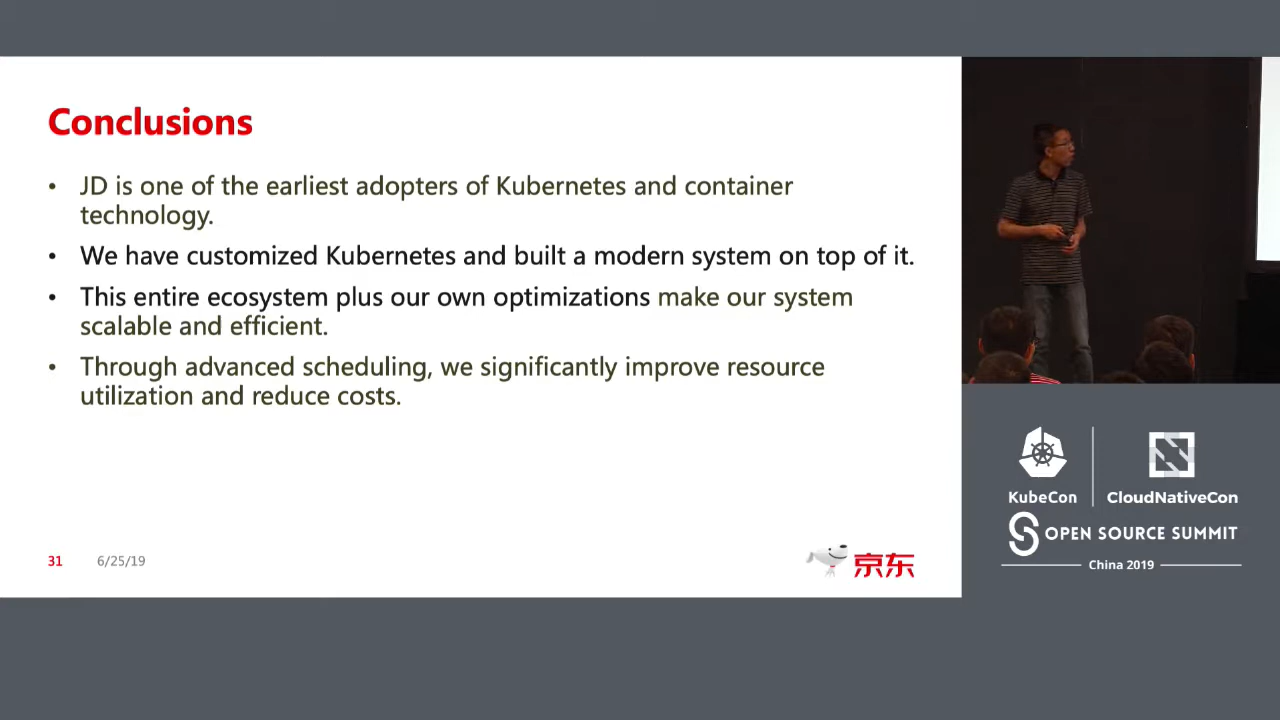 Conclusions
• JD is one of the earliest adopters of Kubernetes and container
technology.
• We have customized Kubernetes and built a modern system on top of it.
• This entire ecosystem plus our own optimizations make our system
scalable and efficient.
• Through advanced scheduling, we significantly improve resource
utilization and reduce costs.
31 6/25/19
京东
KubeCon
CloudNativeCon
OPEN SOURCE SUMMIT
China 2019